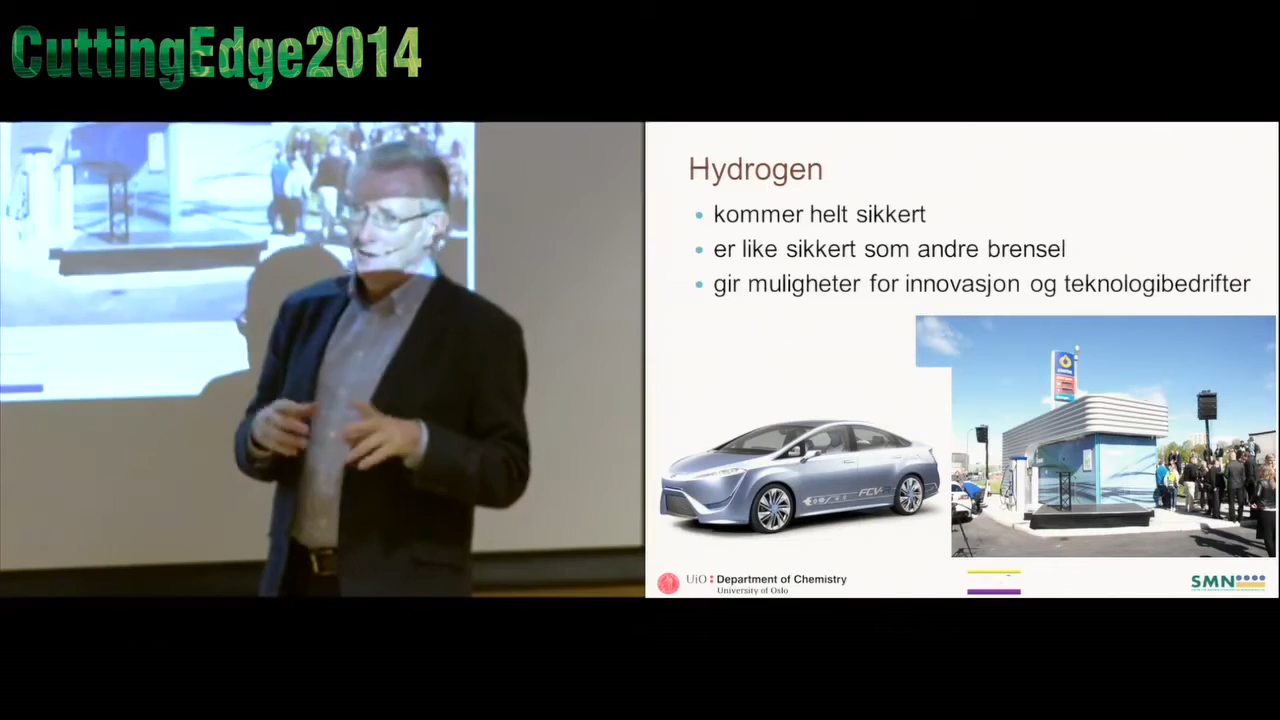 CuttingEdge2014
Hydrogen
• kommer helt sikkert
• er like sikkert som andre brensel
• gir muligheter for innovasjon og teknologibedrifter
FCV-R
UiO : Department of Chemistry
University of Oslo
SMN